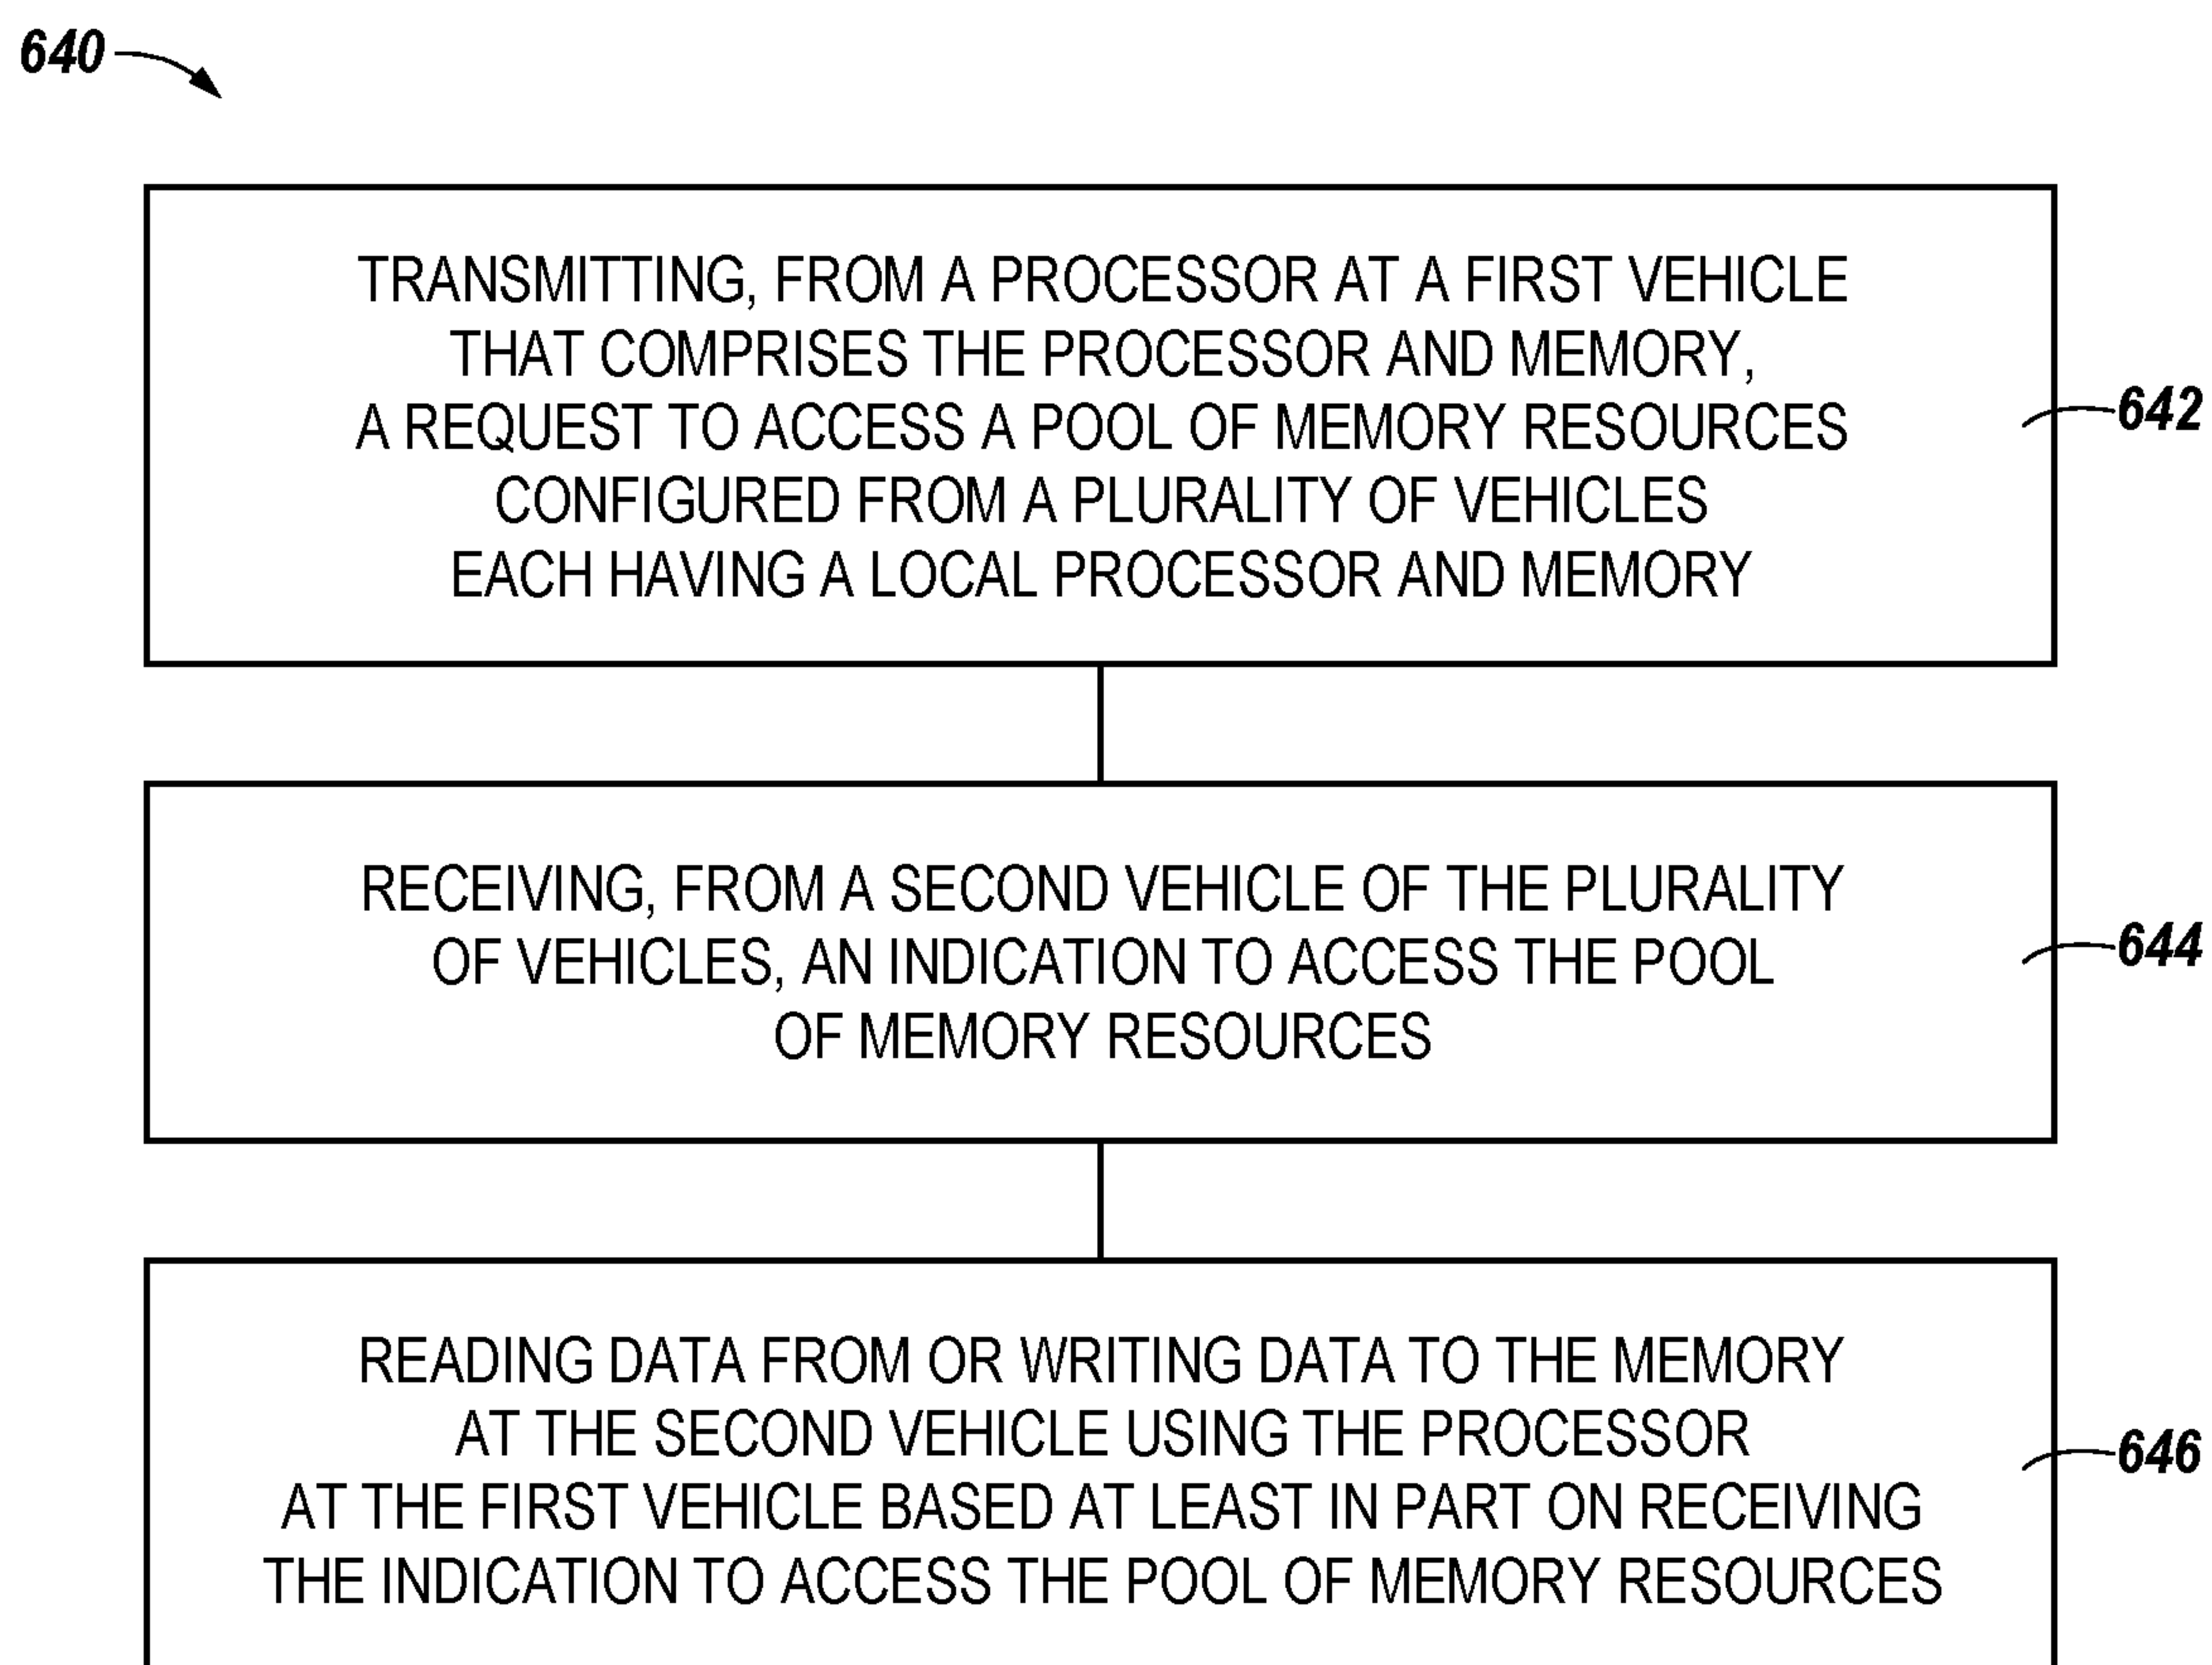 640
TRANSMITTING, FROM A PROCESSOR AT A FIRST VEHICLE
THAT COMPRISES THE PROCESSOR AND MEMORY,
A REQUEST TO ACCESS A POOL OF MEMORY RESOURCES
CONFIGURED FROM A PLURALITY OF VEHICLES
EACH HAVING A LOCAL PROCESSOR AND MEMORY
642
RECEIVING, FROM A SECOND VEHICLE OF THE PLURALITY
OF VEHICLES, AN INDICATION TO ACCESS THE POOL
OF MEMORY RESOURCES
644
READING DATA FROM OR WRITING DATA TO THE MEMORY
AT THE SECOND VEHICLE USING THE PROCESSOR
AT THE FIRST VEHICLE BASED AT LEAST IN PART ON RECEIVING
THE INDICATION TO ACCESS THE POOL OF MEMORY RESOURCES
646